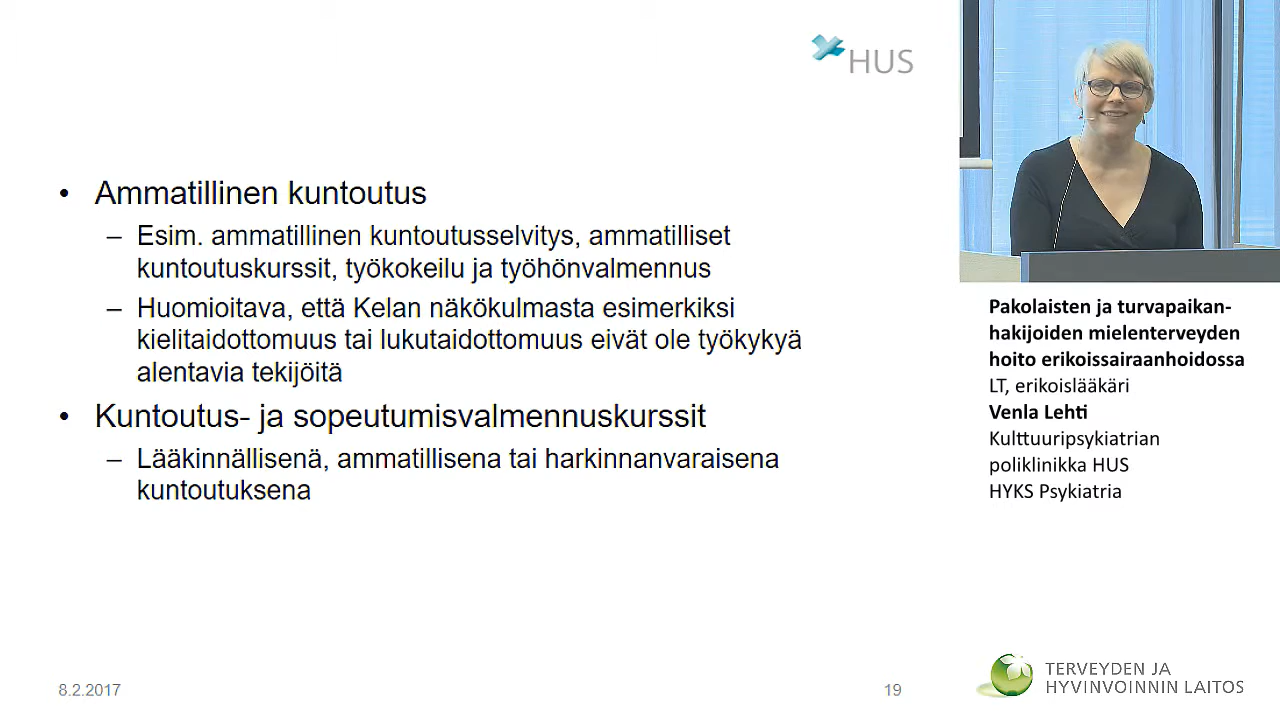 HUS
• Ammatillinen kuntoutus
– Esim. ammatillinen kuntoutusselvitys, ammatilliset
kuntoutuskurssit, työkokeilu ja työhönvalmennus
– Huomioitava, että Kelan näkökulmasta esimerkiksi
kielitaidottomuus tai lukutaidottomuus eivät ole työkykyä
alentavia tekijöitä
• Kuntoutus- ja sopeutumisvalmennuskurssit
– Lääkinnällisenä, ammatillisena tai harkinnanvaraisena
kuntoutuksena
8.2.2017
19
Pakolaisten ja turvapaikan-
hakijoiden mielenterveyden
hoito erikoissairaanhoidossa
LT, erikoislääkäri
Venla Lehti
Kulttuuripsykiatrian
poliklinikka HUS
HYKS Psykiatria
TERVEYDEN JA
HYVINVOINNIN LAITOS